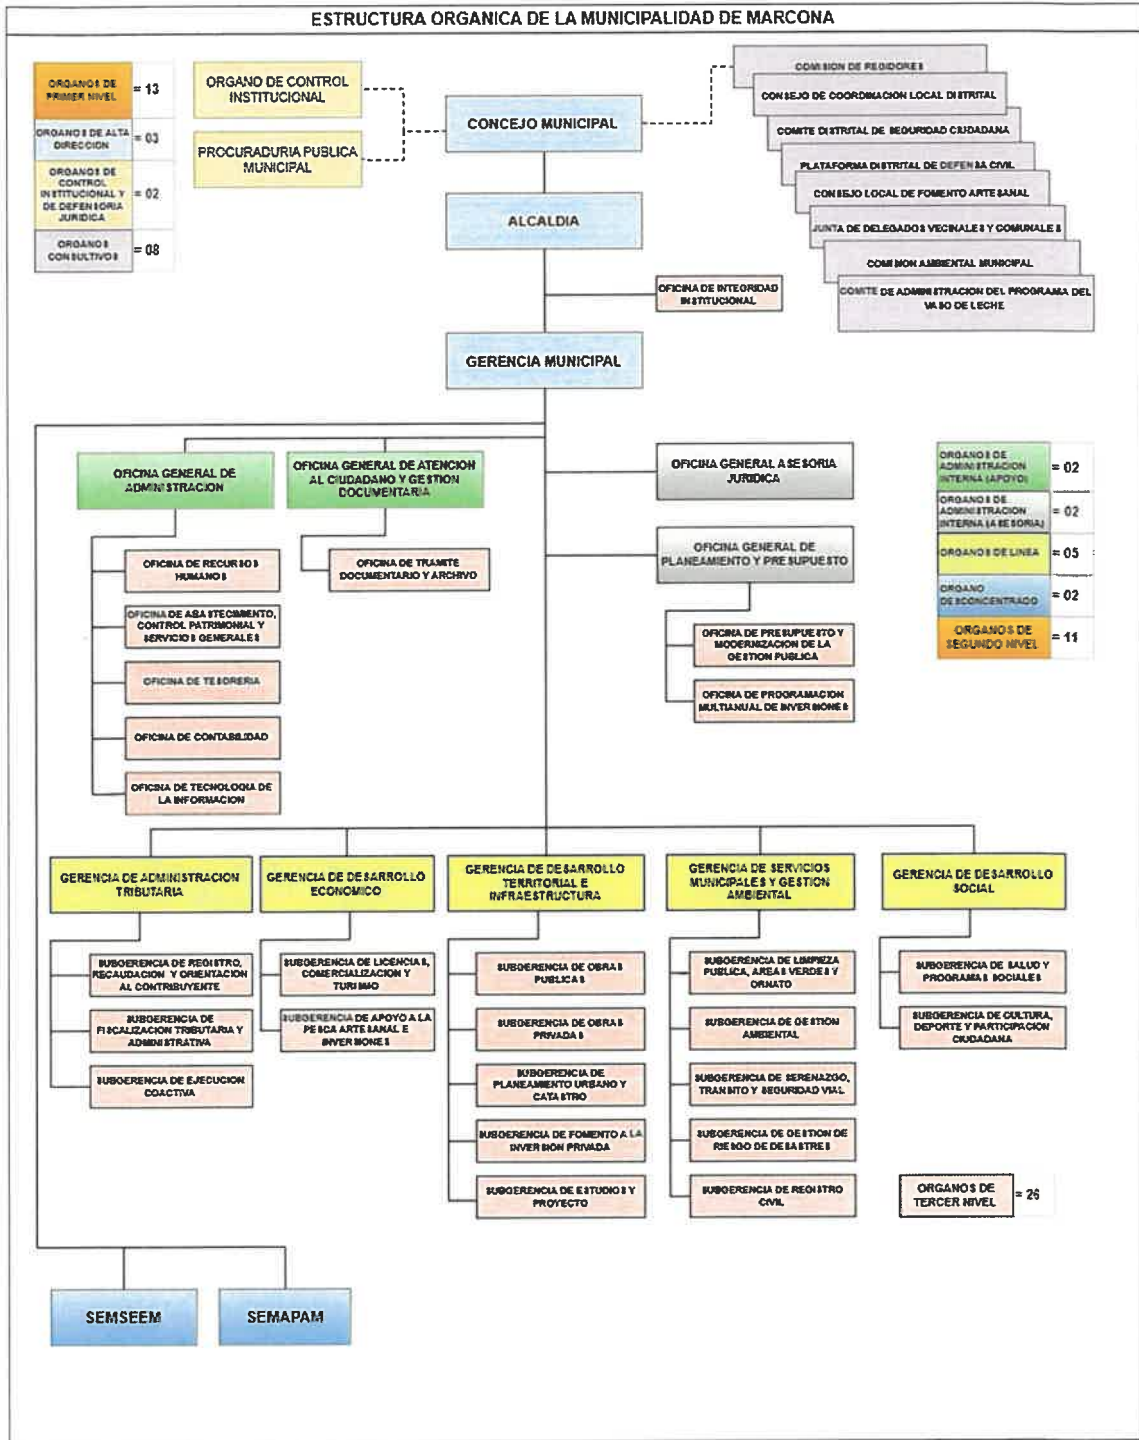 ESTRUCTURA ORGANICA DE LA MUNICIPALIDAD DE MARCONA
ORGANOS DE
PRIMER NIVEL
= 13
ORGANOS DE ALTA
DIRECCION
= 03
ORGANOS DE
CONTROL
INSTITUCIONAL Y
DE DEFENSORIA
JURIDICA
= 02
ORGANOS
CONSULTIVOS
= 08
ORGANO DE CONTROL
INSTITUCIONAL
PROCURADURIA PUBLICA
MUNICIPAL
CONCEJO MUNICIPAL
ALCALDIA
OFICINA DE INTEGRIDAD
INSTITUCIONAL
GERENCIA MUNICIPAL
COMISION DE REGIDORES
CONSEJO DE COORDINACION LOCAL DISTRITAL
COMITE DISTRITAL DE SEGURIDAD CIUDADANA
PLATAFORMA DISTRITAL DE DEFENSA CIVIL
CONSEJO LOCAL DE FOMENTO ARTESANAL
JUNTA DE DELEGADOS VECINALES Y COMUNALES
COMISION AMBIENTAL MUNICIPAL
COMITE DE ADMINISTRACION DEL PROGRAMA DEL
VASO DE LECHE
OFICINA GENERAL DE
ADMINISTRACION
OFICINA GENERAL DE ATENCION
AL CIUDADANO Y GESTION
DOCUMENTARIA
OFICINA GENERAL ASESORIA
JURIDICA
OFICINA GENERAL DE
PLANEAMIENTO Y PRESUPUESTO
ORGANOS DE
ADMINISTRACION
INTERNA (APOYO)
= 02
ORGANOS DE
ADMINISTRACION
INTERNA (ASESORIA)
= 02
ORGANOS DE LINEA
= 05
ORGANO
DESCONCENTRADO
= 02
ORGANOS DE
SEGUNDO NIVEL
= 11
OFICINA DE RECURSOS
HUMANOS
OFICINA DE ABASTECIMIENTO,
CONTROL PATRIMONIAL Y
SERVICIOS GENERALES
OFICINA DE TESORERIA
OFICINA DE CONTABILIDAD
OFICINA DE TECNOLOGIA DE
LA INFORMACION
OFICINA DE TRAMITE
DOCUMENTARIO Y ARCHIVO
OFICINA DE PRESUPUESTO Y
MODERNIZACION DE LA
GESTION PUBLICA
OFICINA DE PROGRAMACION
MULTIANUAL DE INVERSIONES
GERENCIA DE ADMINISTRACION
TRIBUTARIA
GERENCIA DE DESARROLLO
ECONOMICO
GERENCIA DE DESARROLLO
TERRITORIAL E
INFRAESTRUCTURA
GERENCIA DE SERVICIOS
MUNICIPALES Y GESTION
AMBIENTAL
GERENCIA DE DESARROLLO
SOCIAL
SUBGERENCIA DE REGISTRO,
RECAUDACION Y ORIENTACION
AL CONTRIBUYENTE
SUBGERENCIA DE
FISCALIZACION TRIBUTARIA Y
ADMINISTRATIVA
SUBGERENCIA DE EJECUCION
COACTIVA
SUBGERENCIA DE LICENCIAS,
COMERCIALIZACION Y
TURISMO
SUBGERENCIA DE APOYO A LA
PESCA ARTESANAL E
INVERSIONES
SUBGERENCIA DE OBRAS
PUBLICAS
SUBGERENCIA DE OBRAS
PRIVADAS
SUBGERENCIA DE
PLANEAMIENTO URBANO Y
CATASTRO
SUBGERENCIA DE FOMENTO A LA
INVERSION PRIVADA
SUBGERENCIA DE ESTUDIOS Y
PROYECTO
SUBGERENCIA DE LIMPIEZA
PUBLICA, AREAS VERDES Y
ORNATO
SUBGERENCIA DE GESTION
AMBIENTAL
SUBGERENCIA DE SERENAZGO,
TRANSITO Y SEGURIDAD VIAL
SUBGERENCIA DE GESTION DE
RIESGO DE DESASTRES
SUBGERENCIA DE REGISTRO
CIVIL
SUBGERENCIA DE SALUD Y
PROGRAMAS SOCIALES
SUBGERENCIA DE CULTURA,
DEPORTE Y PARTICIPACION
CIUDADANA
ORGANOS DE
TERCER NIVEL
= 26
SEMSEEM
SEMAPAM